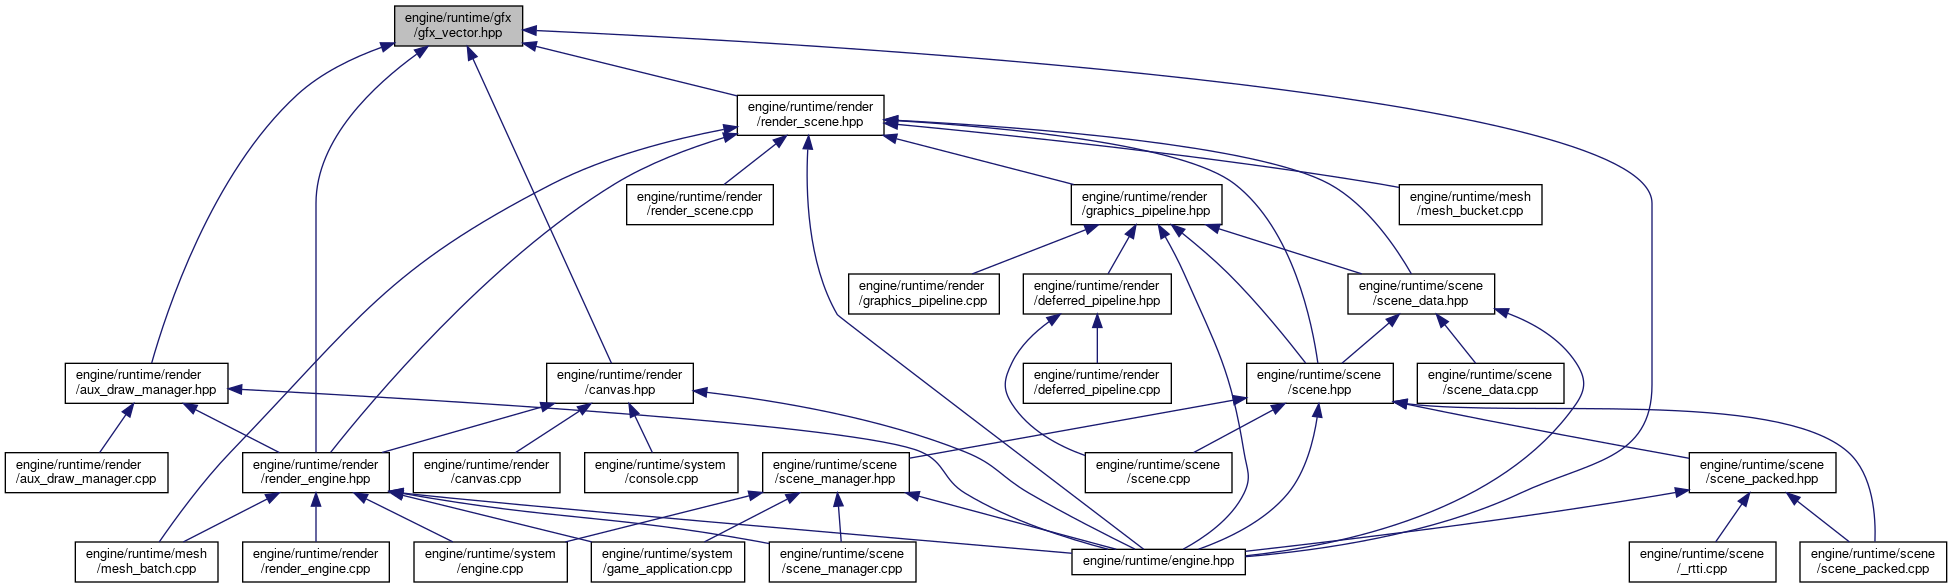 engine/runtime/gfx
/gfx_vector.hpp
engine/runtime/render
/render_scene.hpp
engine/runtime/render
/render_scene.cpp
engine/runtime/render
/graphics_pipeline.hpp
engine/runtime/mesh
/mesh_bucket.cpp
engine/runtime/render
/graphics_pipeline.cpp
engine/runtime/render
/deferred_pipeline.hpp
engine/runtime/scene
/scene_data.hpp
engine/runtime/render
/aux_draw_manager.hpp
engine/runtime/render
/canvas.hpp
engine/runtime/render
/deferred_pipeline.cpp
engine/runtime/scene
/scene.hpp
engine/runtime/scene
/scene_data.cpp
engine/runtime/render
/aux_draw_manager.cpp
engine/runtime/render
/render_engine.hpp
engine/runtime/render
/canvas.cpp
engine/runtime/system
/console.cpp
engine/runtime/scene
/scene_manager.hpp
engine/runtime/scene
/scene.cpp
engine/runtime/scene
/scene_packed.hpp
engine/runtime/mesh
/mesh_batch.cpp
engine/runtime/render
/render_engine.cpp
engine/runtime/system
/engine.cpp
engine/runtime/system
/game_application.cpp
engine/runtime/scene
/scene_manager.cpp
engine/runtime/engine.hpp
engine/runtime/scene
/_rtti.cpp
engine/runtime/scene
/scene_packed.cpp